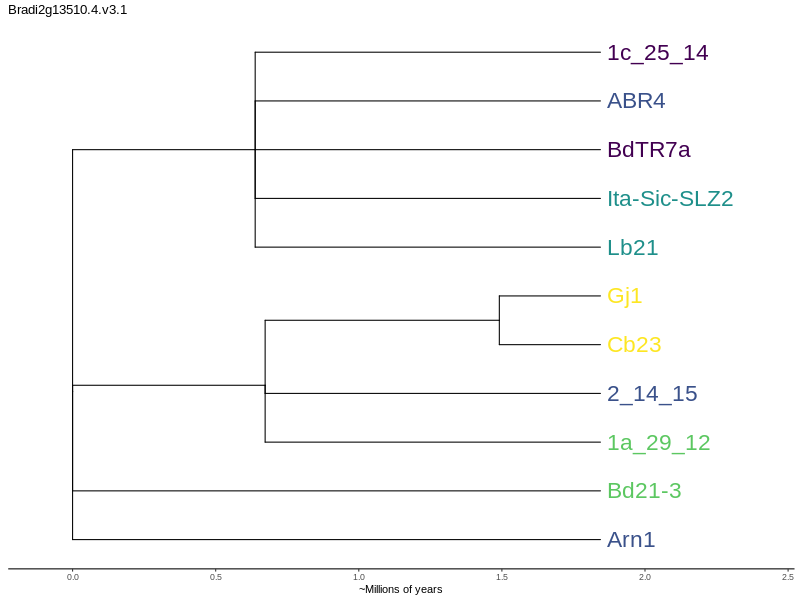 Bradi2g13510.4.v3.1
1c_25_14
ABR4
BdTR7a
Ita-Sic-SLZ2
Lb21
Gj1
Cb23
2_14_15
1a_29_12
Bd21-3
Arn1
0.0 0.5 1.0 1.5 2.0 2.5
~Millions of years